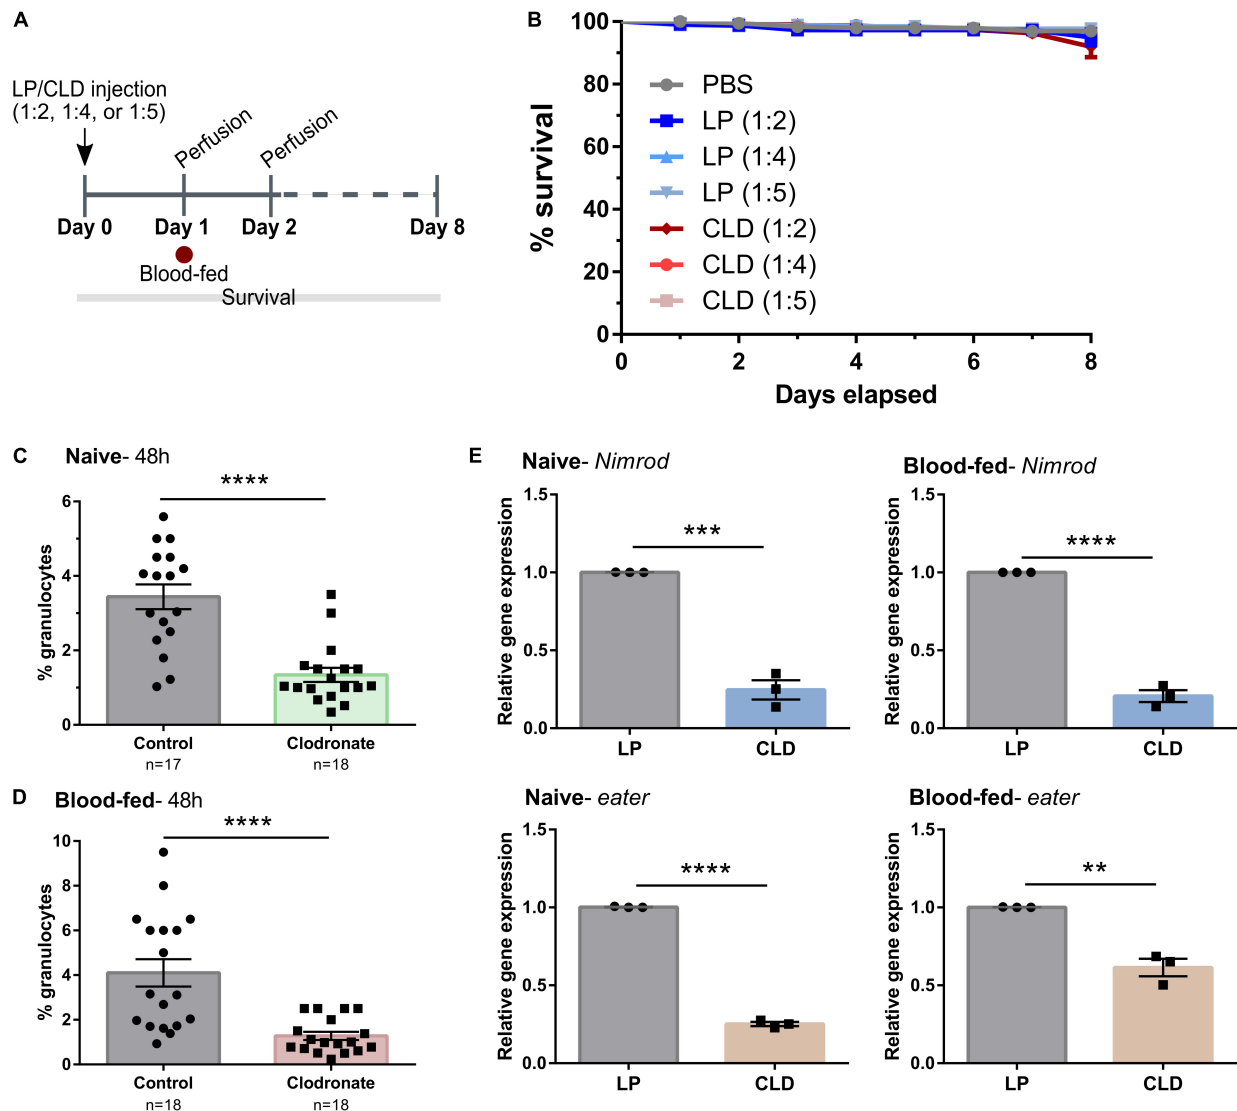 A
LP/CLD injection
(1:2, 1:4, or 1:5)
Perfusion
Perfusion
Day 0
Day 1
Day 2
Day 8
Blood-fed
Survival
B
% survival
100
80
60
40
20
0
PBS
LP (1:2)
LP (1:4)
LP (1:5)
CLD (1:2)
CLD (1:4)
CLD (1:5)
0 2 4 6 8
Days elapsed
C
Naive- 48h
****
% granulocytes
6
4
2
0
Control
n=17
Clodronate
n=18
D
Blood-fed- 48h
****
% granulocytes
10
8
6
4
2
0
Control
n=18
Clodronate
n=18
E
Naive- Nimrod
***
Relative gene expression
1.5
1.0
0.5
0.0
LP
CLD
Blood-fed- Nimrod
****
Relative gene expression
1.5
1.0
0.5
0.0
LP
CLD
Naive- eater
****
Relative gene expression
1.5
1.0
0.5
0.0
LP
CLD
Blood-fed- eater
**
Relative gene expression
1.5
1.0
0.5
0.0
LP
CLD